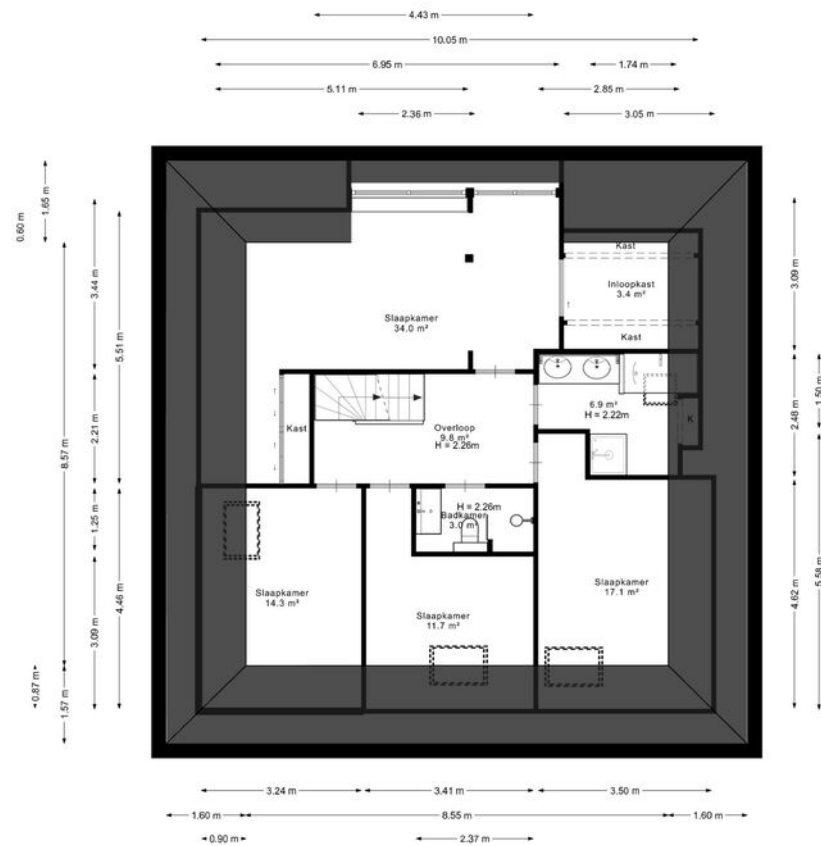 4.43 m
10.05 m
6.95 m
1.74 m
5.11 m
2.85 m
2.36 m
3.05 m
0.60 m
1.65 m
8.57 m
0.87 m
1.57 m
3.44 m
2.21 m
1.25 m
3.09 m
5.51 m
4.46 m
Kast
Inloopkast
3.4 m²
Kast
Slaapkamer
34.0 m²
Kast
Overloop
9.8 m²
H = 2.26m
6.9 m²
H = 2.22m
K
H = 2.26m
Badkamer
3.0 m²
Slaapkamer
14.3 m²
Slaapkamer
11.7 m²
Slaapkamer
17.1 m²
3.09 m
2.48 m
4.62 m
1.50 m
5.58 m
3.24 m
3.41 m
3.50 m
1.60 m
8.55 m
1.60 m
0.90 m
2.37 m